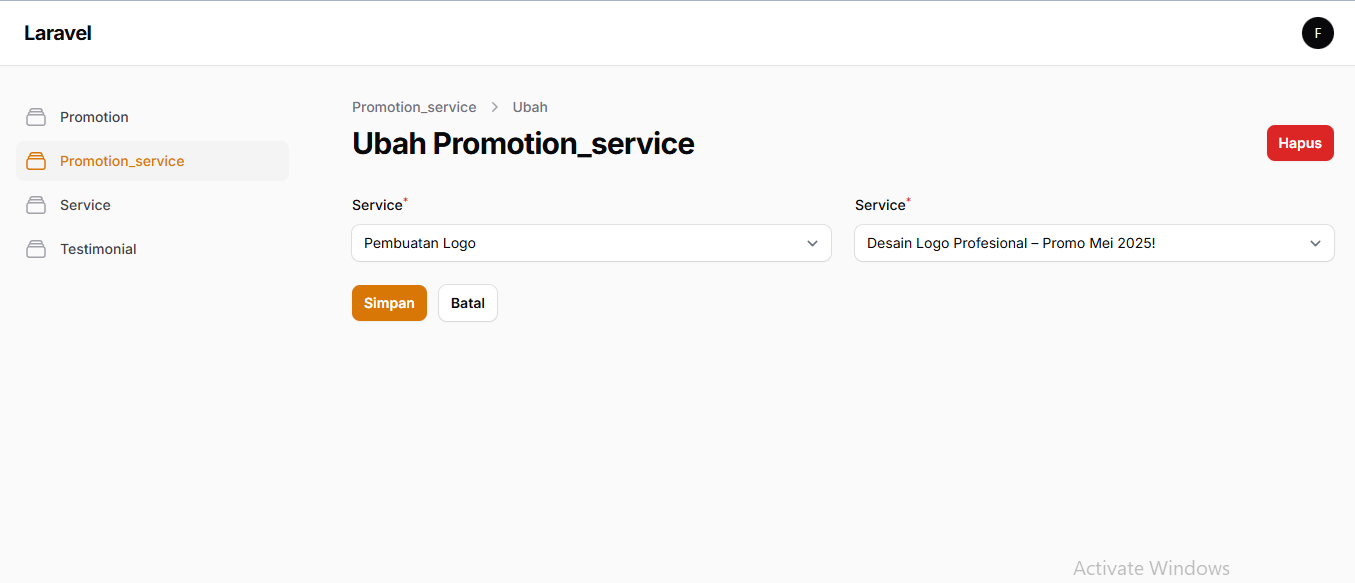 Laravel
F
Promotion
Promotion_service
Service
Testimonial
Promotion_service > Ubah
Ubah Promotion_service
Hapus
Service* Service*
Pembuatan Logo Desain Logo Profesional – Promo Mei 2025!
Simpan Batal
Activate Windows